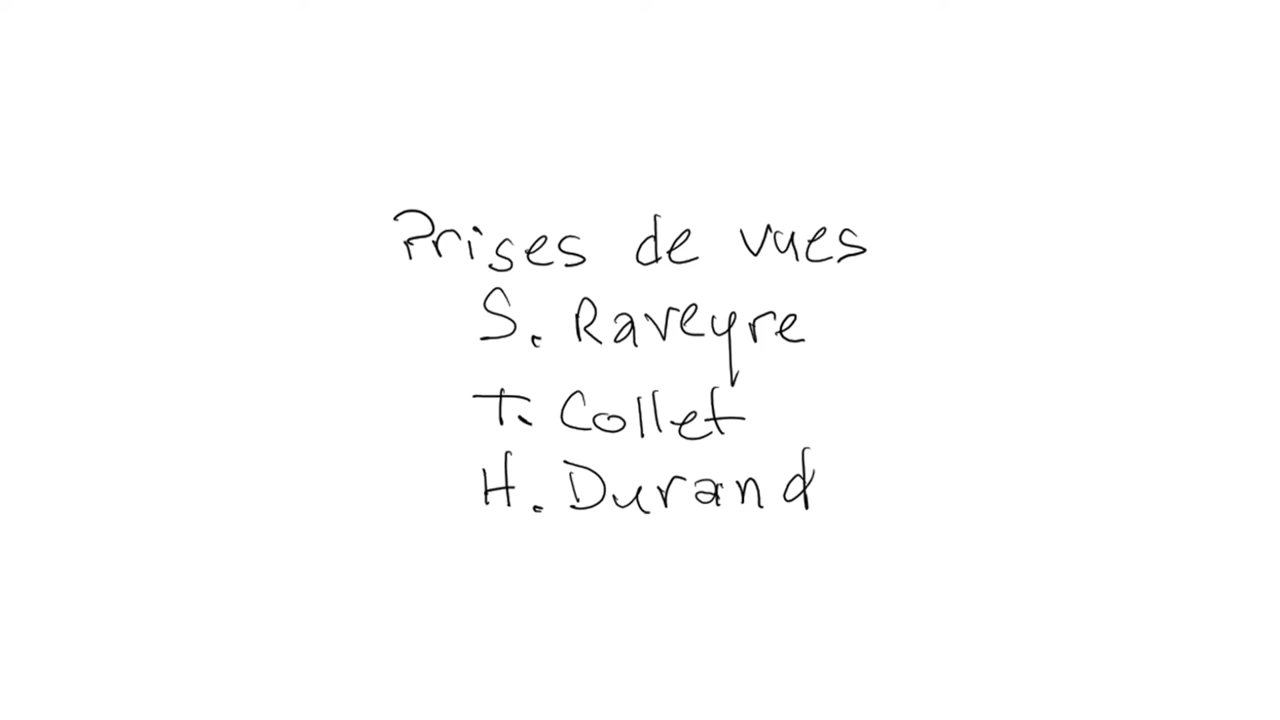 Prises de vues
S. Raveyre
T. Collet
H. Durand